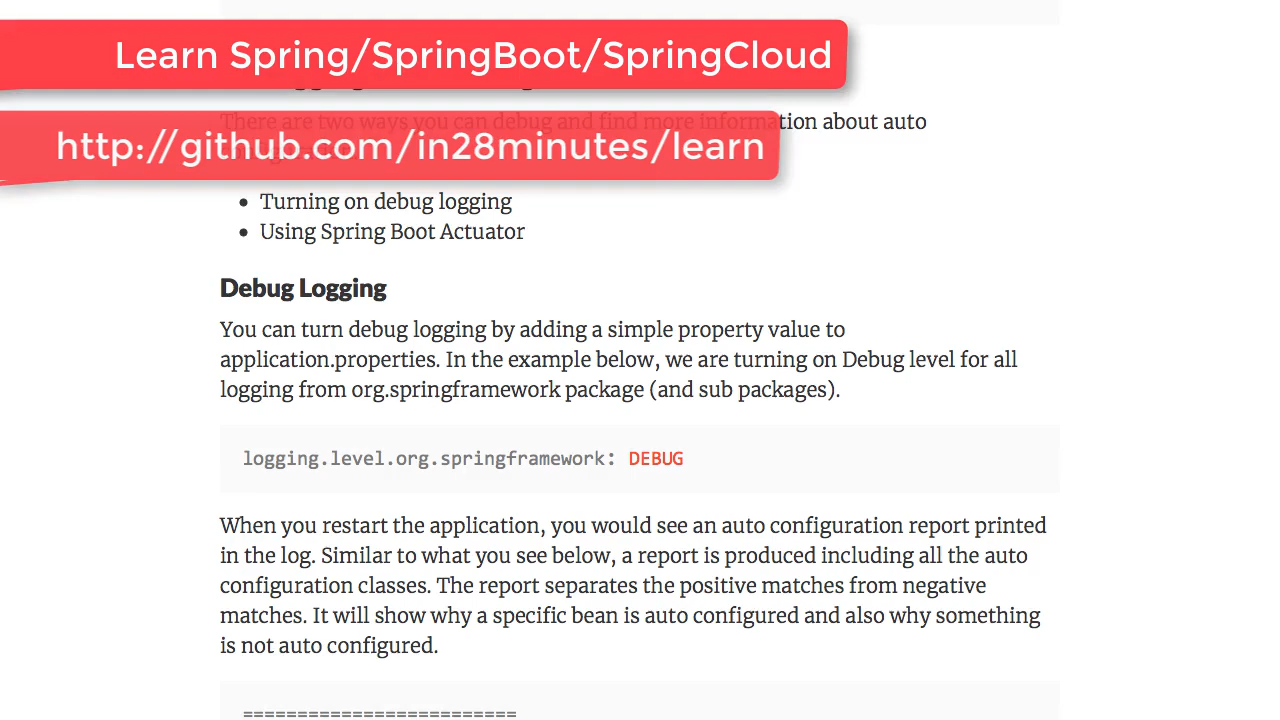 Learn Spring/SpringBoot/SpringCloud
There are two ways you can debug and find more information about auto
http://github.com/in28minutes/learn
• Turning on debug logging
• Using Spring Boot Actuator
Debug Logging
You can turn debug logging by adding a simple property value to
application.properties. In the example below, we are turning on Debug level for all
logging from org.springframework package (and sub packages).
logging.level.org.springframework: DEBUG
When you restart the application, you would see an auto configuration report printed
in the log. Similar to what you see below, a report is produced including all the auto
configuration classes. The report separates the positive matches from negative
matches. It will show why a specific bean is auto configured and also why something
is not auto configured.
=========================